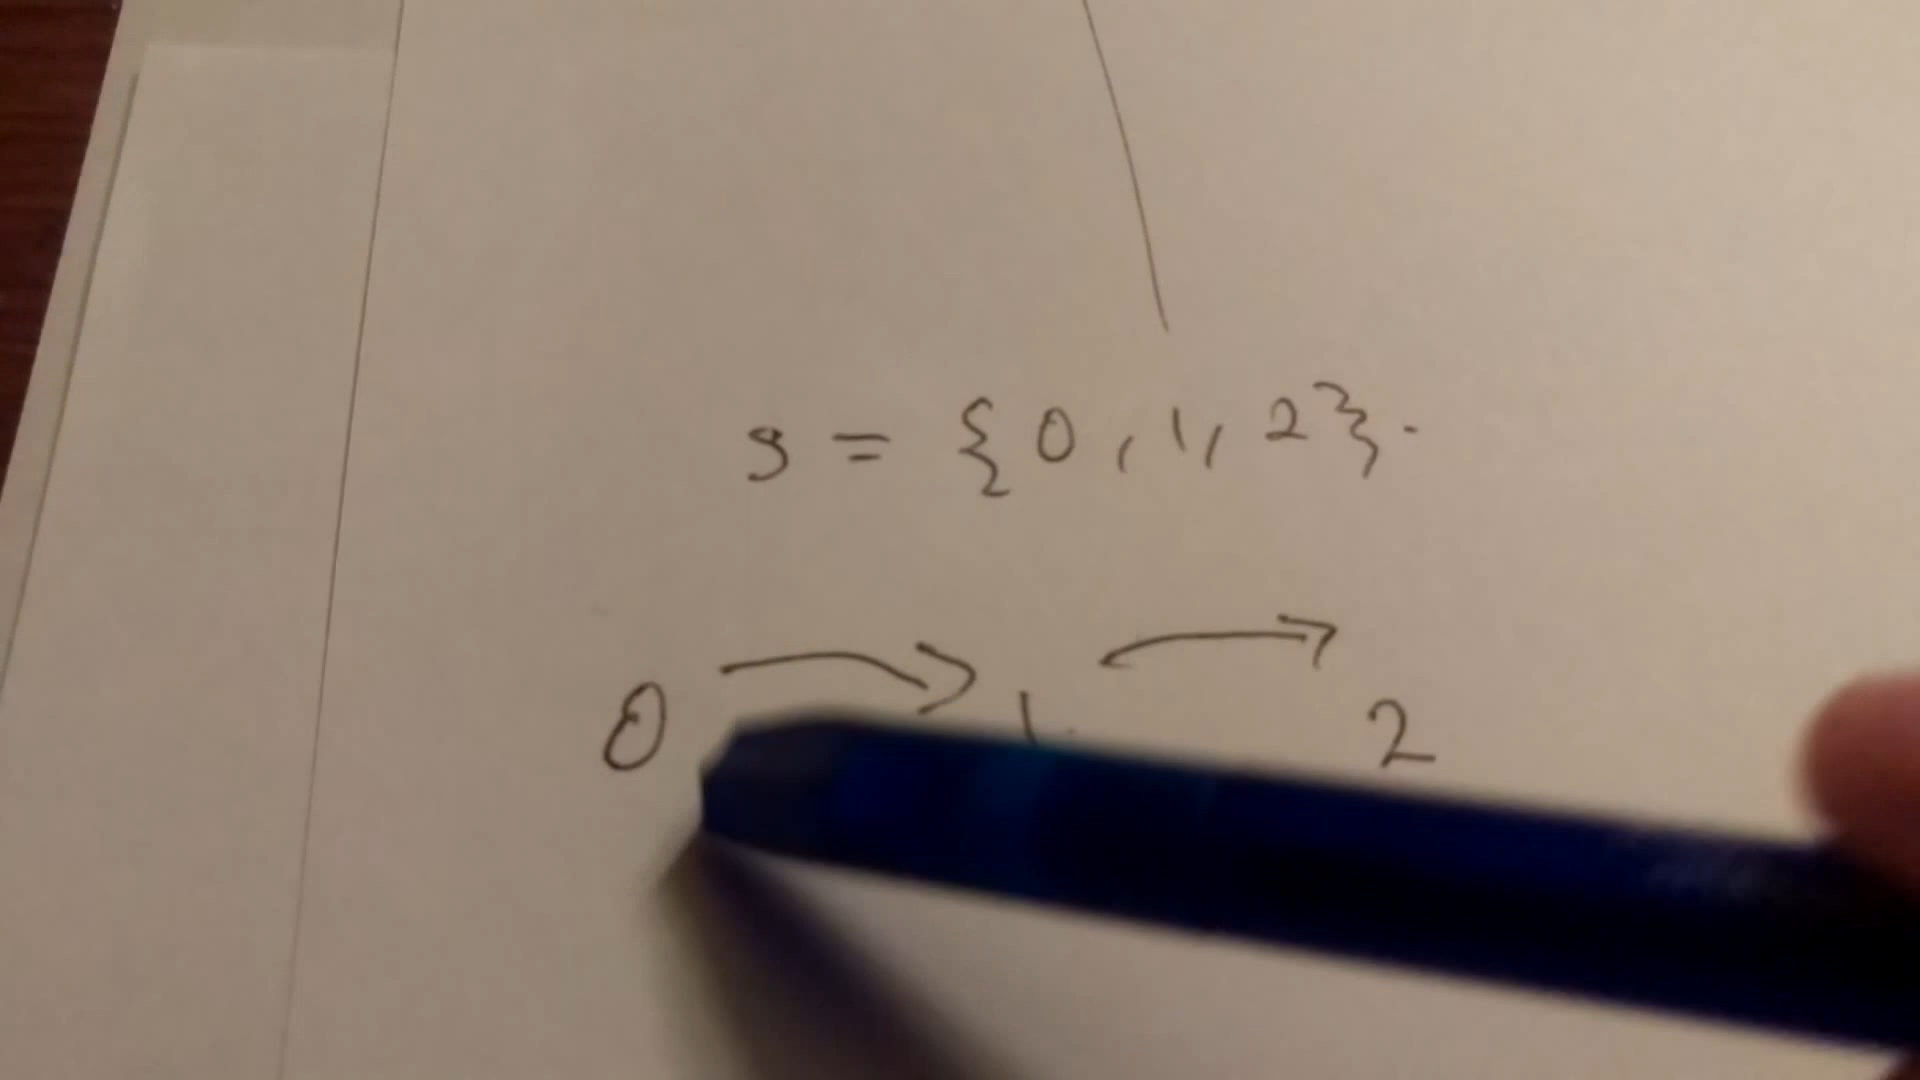 s = {0, 1, 2}.
0 → 1 → 2